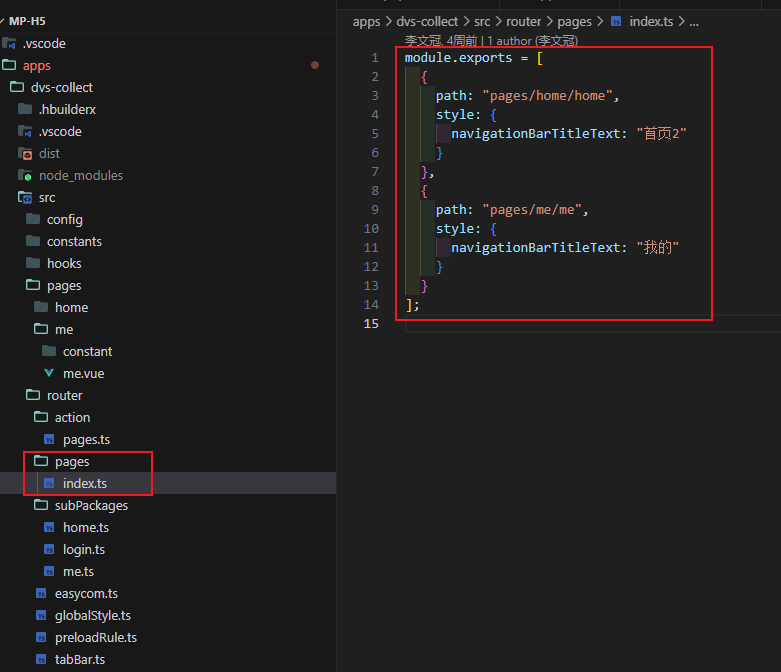 MP-H5
.vscode
apps
dvs-collect
.hbuilderx
.vscode
dist
node_modules
src
config
constants
hooks
pages
home
me
constant
me.vue
router
action
pages.ts
pages
index.ts
subPackages
home.ts
login.ts
me.ts
easycom.ts
globalStyle.ts
preloadRule.ts
tabBar.ts
apps > dvs-collect > src > router > pages > index.ts > ...
李文冠, 4周前 | 1 author (李文冠)
1 module.exports = [
2 {
3 path: "pages/home/home",
4 style: {
5 navigationBarTitleText: "首页2"
6 }
7 },
8 {
9 path: "pages/me/me",
10 style: {
11 navigationBarTitleText: "我的"
12 }
13 }
14 ];
15